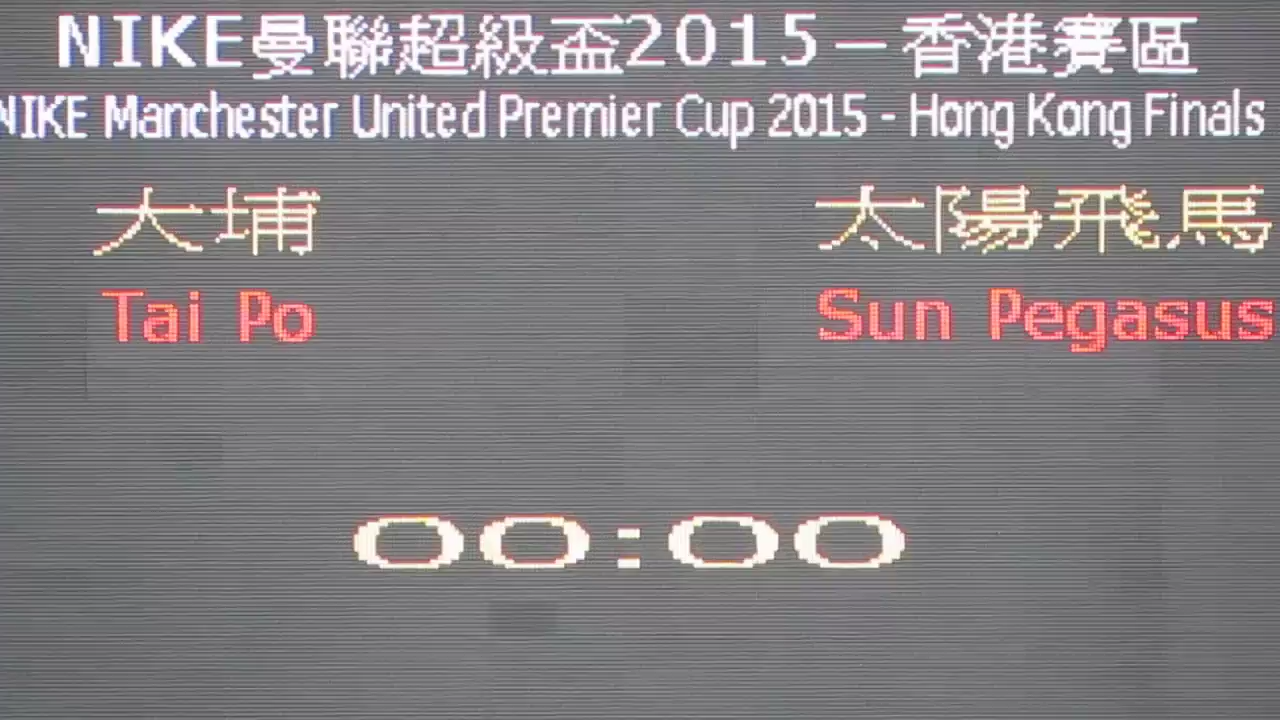 NIKE曼聯超級盃2015－香港賽區
NIKE Manchester United Premier Cup 2015 - Hong Kong Finals
大埔 太陽飛馬
Tai Po Sun Pegasus
00:00